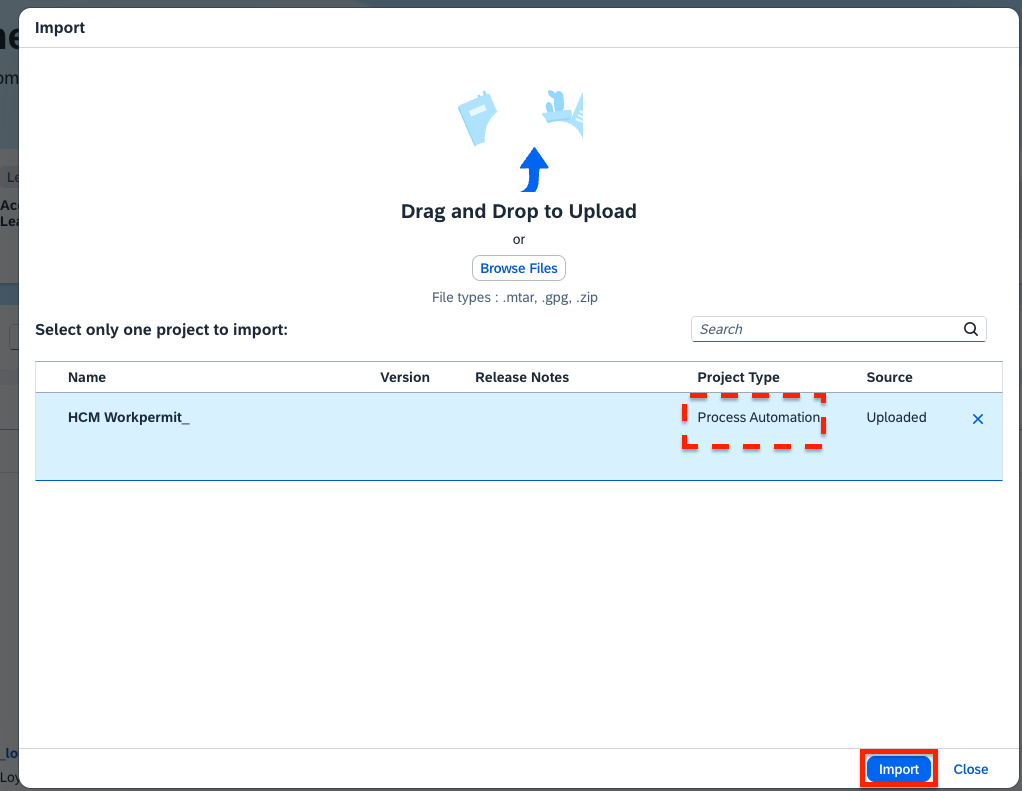 Import
Drag and Drop to Upload
or
Browse Files
File types : .mtar, .gpg, .zip
Select only one project to import:
Search
Name Version Release Notes Project Type Source
HCM Workpermit_ Process Automation Uploaded
Import Close